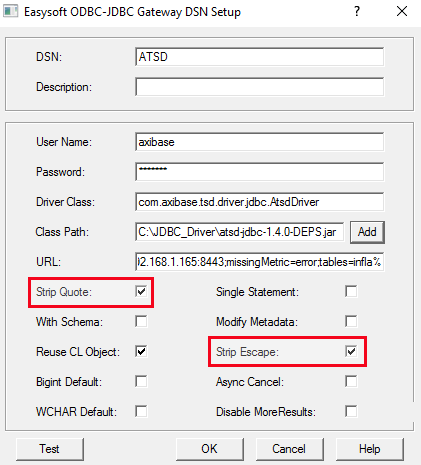 Easysoft ODBC-JDBC Gateway DSN Setup ?
DSN: ATSD
Description:
User Name: axibase
Password: *******
Driver Class: com.axibase.tsd.driver.jdbc.AtsdDriver
Class Path: C:\JDBC_Driver\atsd-jdbc-1.4.0-DEPS.jar Add
URL: 02.168.1.165:8443;missingMetric=error;tables=infla%
Strip Quote: Single Statement:
With Schema: Modify Metadata:
Reuse CL Object: Strip Escape:
Bigint Default: Async Cancel:
WCHAR Default: Disable MoreResults:
Test OK Cancel Help